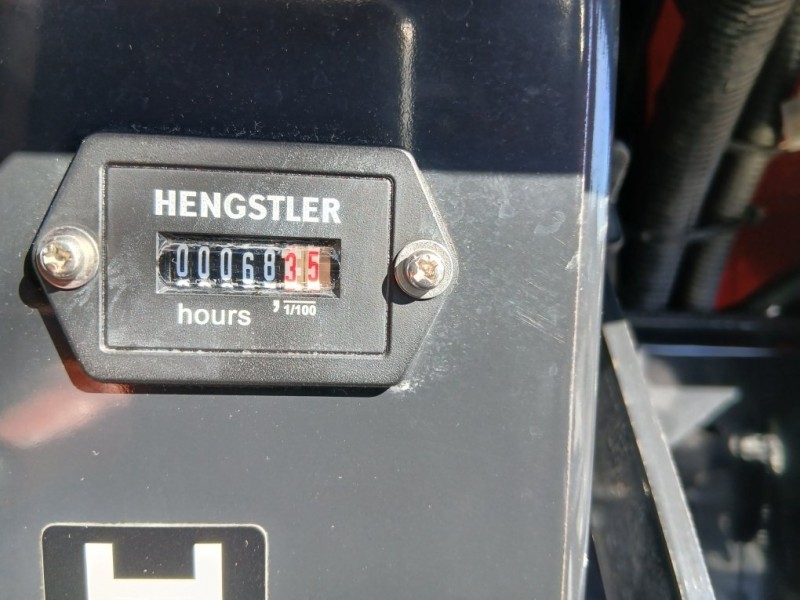 HENGSTLER
0006835
hours , 1/100
H